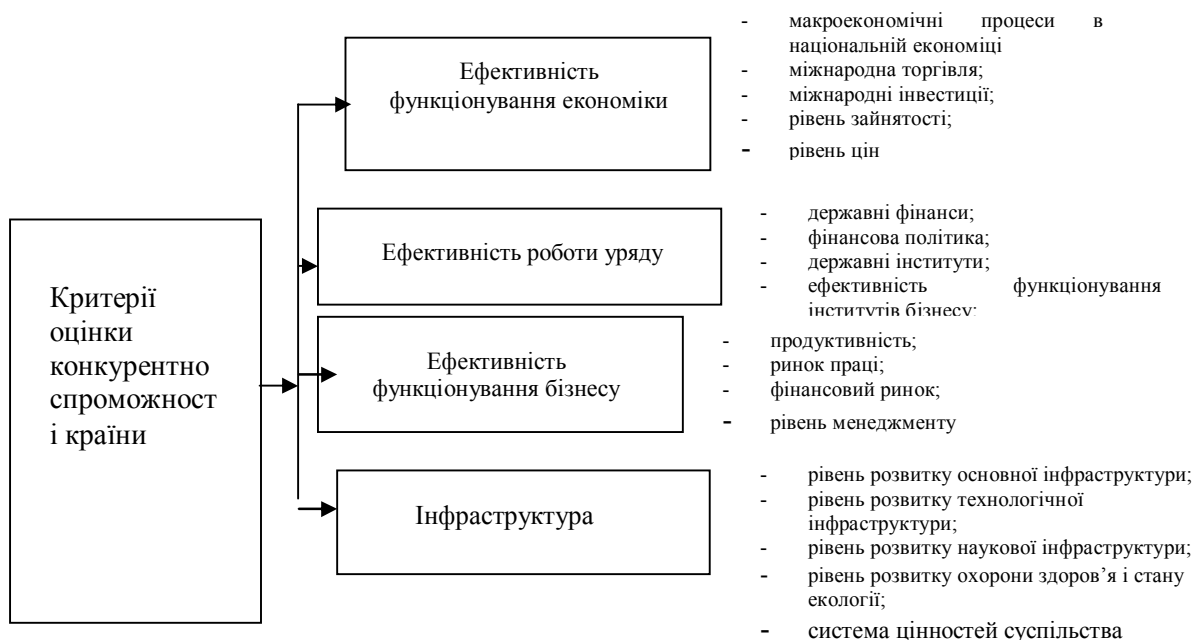 Критерії
оцінки
конкурентно
спроможност
і країни
Ефективність
функціонування економіки
- макроекономічні процеси в
національній економіці
- міжнародна торгівля;
- міжнародні інвестиції;
- рівень зайнятості;
- рівень цін
Ефективність роботи уряду
- державні фінанси;
- фінансова політика;
- державні інститути;
- ефективність функціонування
інститутів бізнесу;
Ефективність
функціонування бізнесу
- продуктивність;
- ринок праці;
- фінансовий ринок;
- рівень менеджменту
Інфраструктура
- рівень розвитку основної інфраструктури;
- рівень розвитку технологічної
інфраструктури;
- рівень розвитку наукової інфраструктури;
- рівень розвитку охорони здоров’я і стану
екології;
- система цінностей суспільства